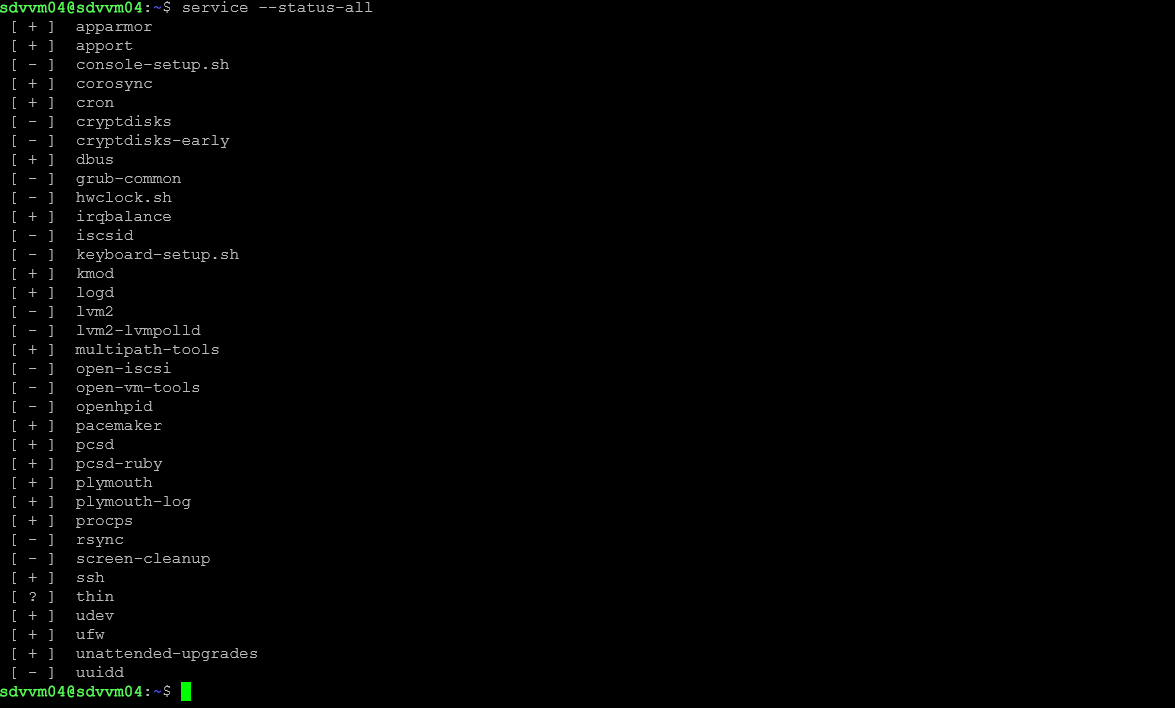 sdvvm04@sdvvm04:~$ service --status-all
 [ + ]  apparmor
 [ + ]  apport
 [ - ]  console-setup.sh
 [ + ]  corosync
 [ + ]  cron
 [ - ]  cryptdisks
 [ - ]  cryptdisks-early
 [ + ]  dbus
 [ - ]  grub-common
 [ - ]  hwclock.sh
 [ + ]  irqbalance
 [ - ]  iscsid
 [ - ]  keyboard-setup.sh
 [ + ]  kmod
 [ + ]  logd
 [ - ]  lvm2
 [ - ]  lvm2-lvmpolld
 [ + ]  multipath-tools
 [ - ]  open-iscsi
 [ - ]  open-vm-tools
 [ - ]  openhpid
 [ + ]  pacemaker
 [ + ]  pcsd
 [ + ]  pcsd-ruby
 [ + ]  plymouth
 [ + ]  plymouth-log
 [ + ]  procps
 [ - ]  rsync
 [ - ]  screen-cleanup
 [ + ]  ssh
 [ ? ]  thin
 [ + ]  udev
 [ + ]  ufw
 [ + ]  unattended-upgrades
 [ - ]  uuidd
sdvvm04@sdvvm04:~$